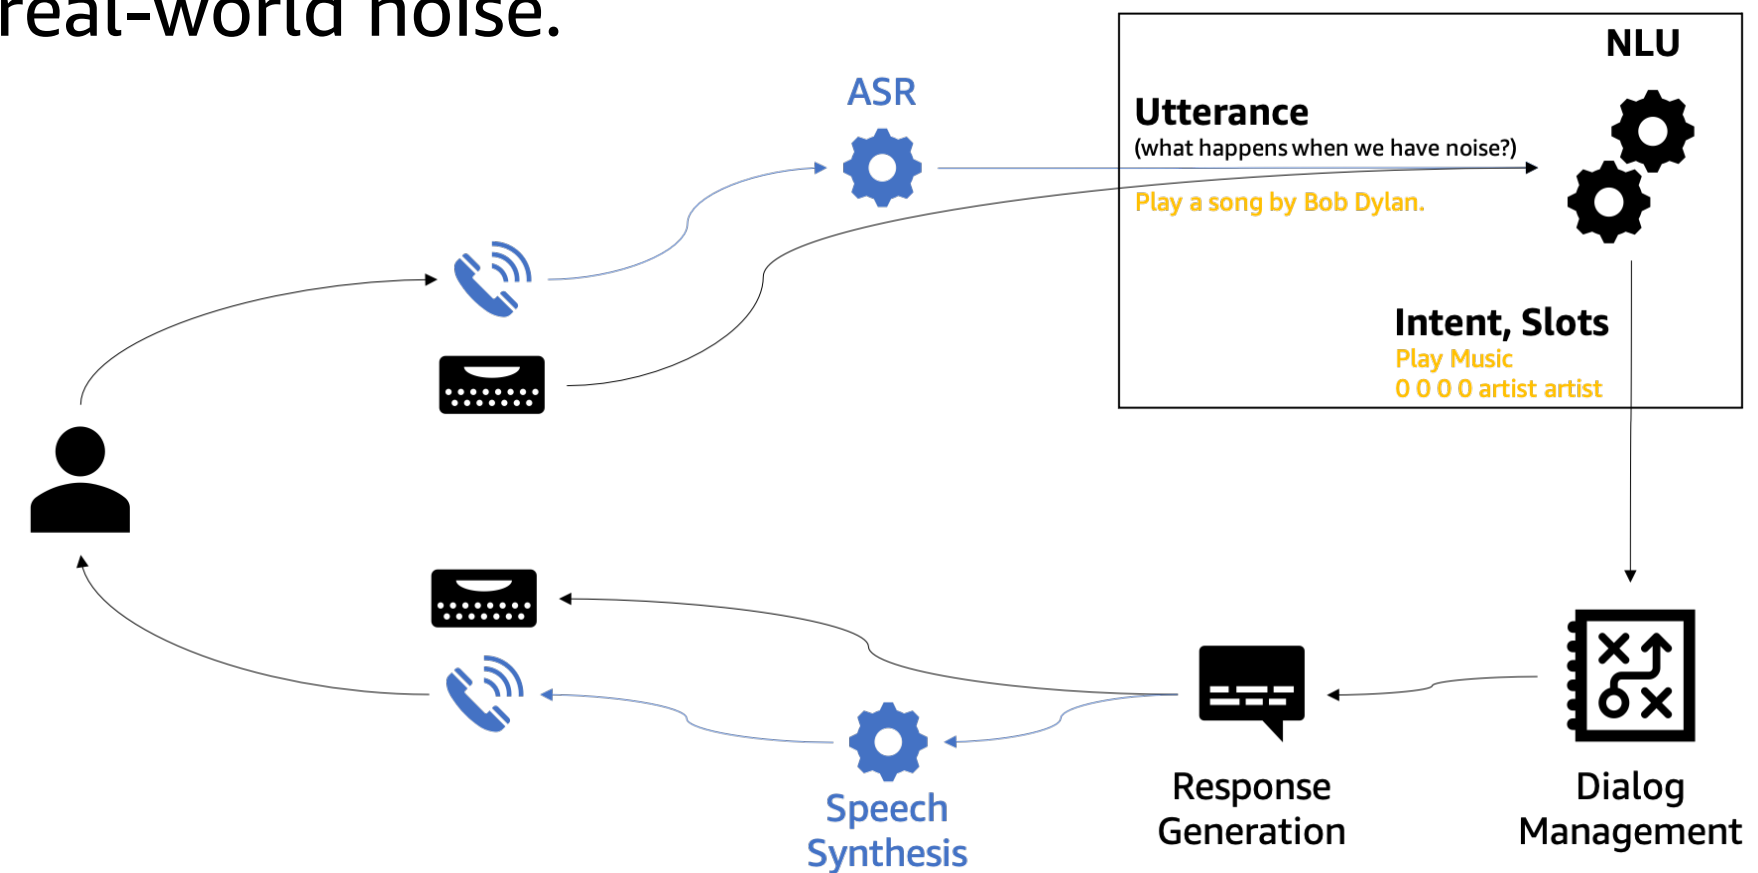 real-world noise.
NLU
ASR
Utterance
(what happens when we have noise?)
Play a song by Bob Dylan.
Intent, Slots
Play Music
0 0 0 0 artist artist
Response
Generation
Dialog
Management
Speech
Synthesis